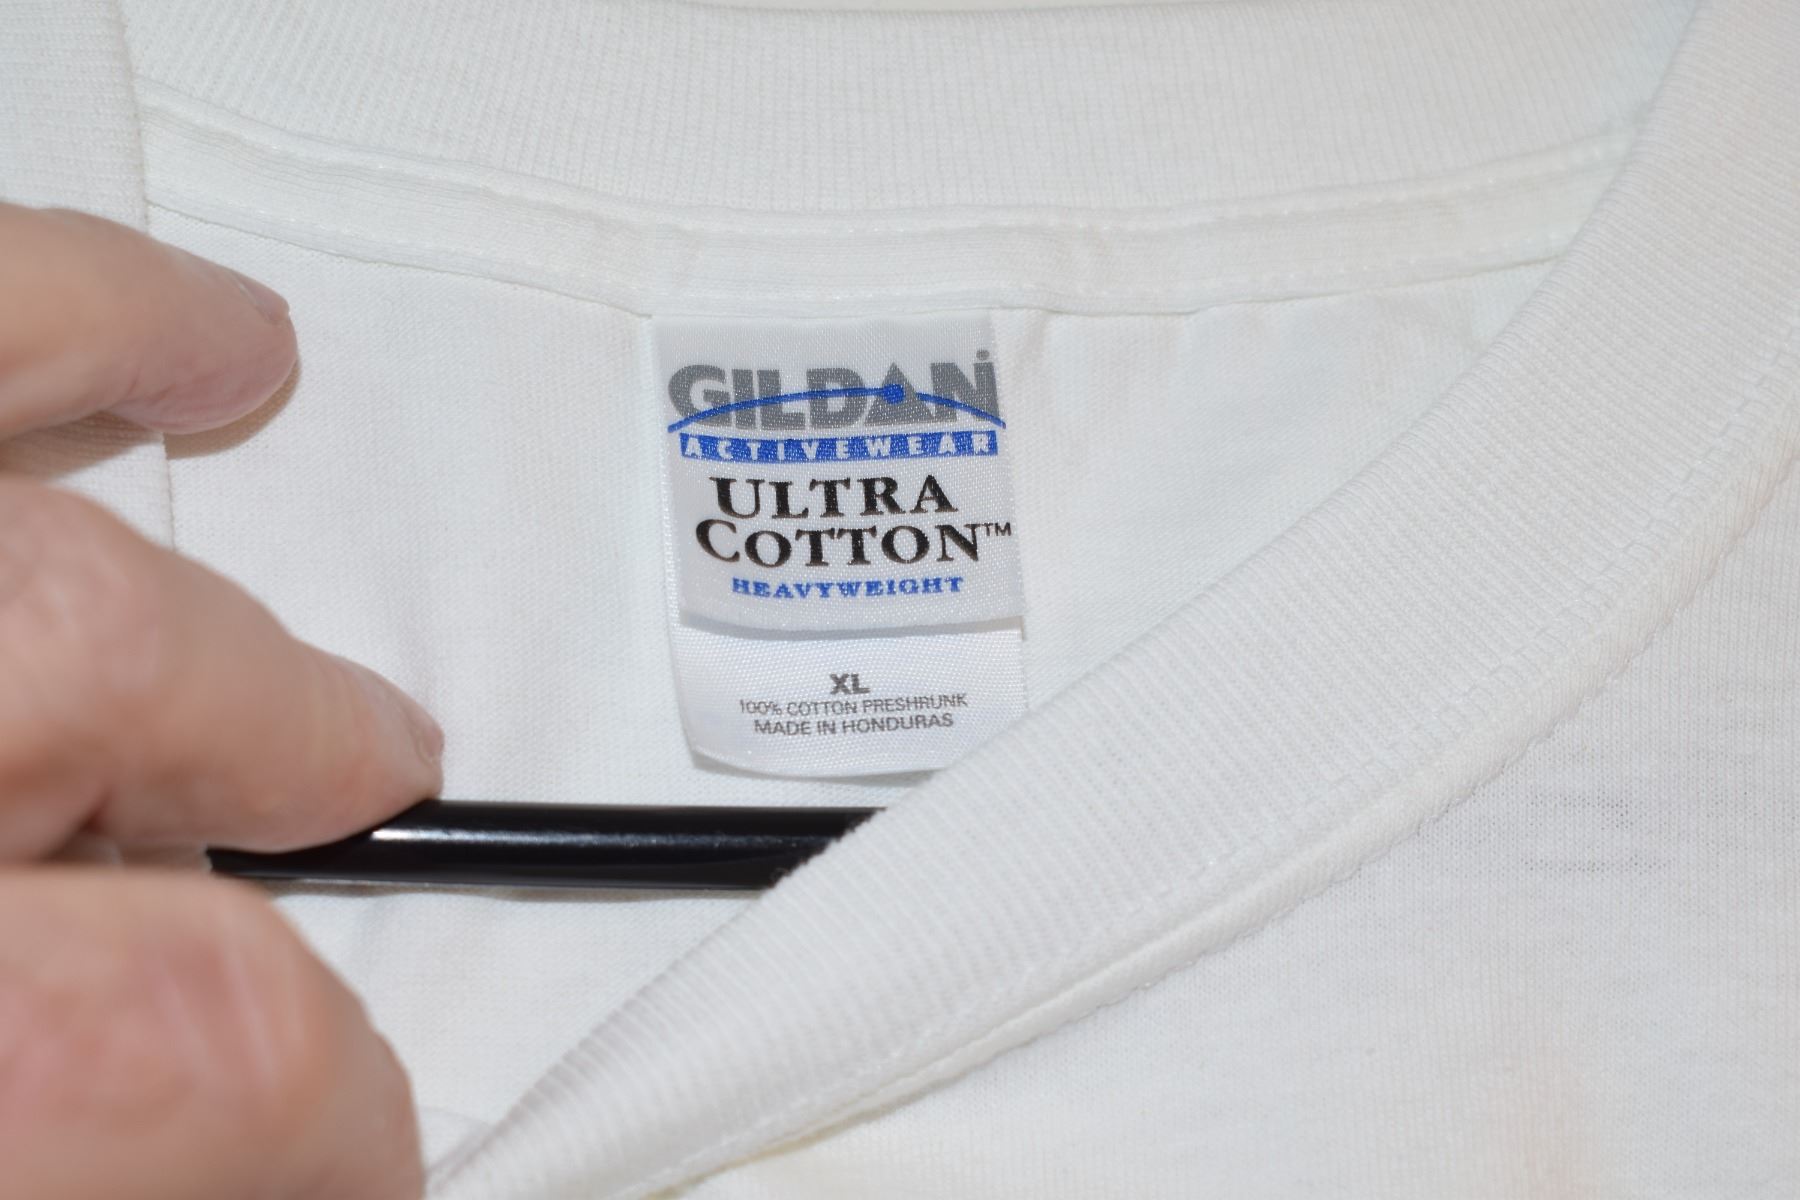 GILDAN
ACTIVEWEAR
ULTRA
COTTON™
HEAVYWEIGHT
XL
100% COTTON PRESHRUNK
MADE IN HONDURAS